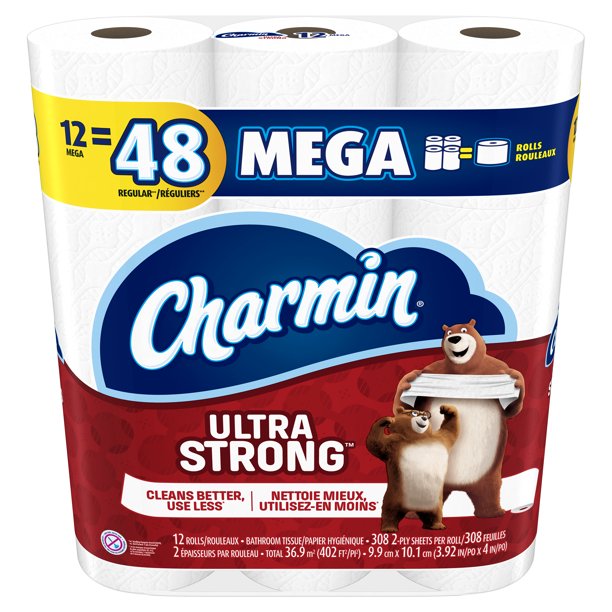 Charmin 12 MEGA
12 = 48 MEGA = ROLLS
MEGA ROULEAUX
REGULAR**/RÉGULIERS**
Charmin®
ULTRA
STRONG™
CLEANS BETTER, NETTOIE MIEUX,
USE LESS* UTILISEZ-EN MOINS*
12 ROLLS/ROULEAUX • BATHROOM TISSUE/PAPIER HYGIÉNIQUE • 308 2-PLY SHEETS PER ROLL/308 FEUILLES
2 ÉPAISSEURS PAR ROULEAU • TOTAL 36.9 m² (402 FT²/PI²) • 9.9 cm X 10.1 cm (3.92 IN/PO X 4 IN/PO)